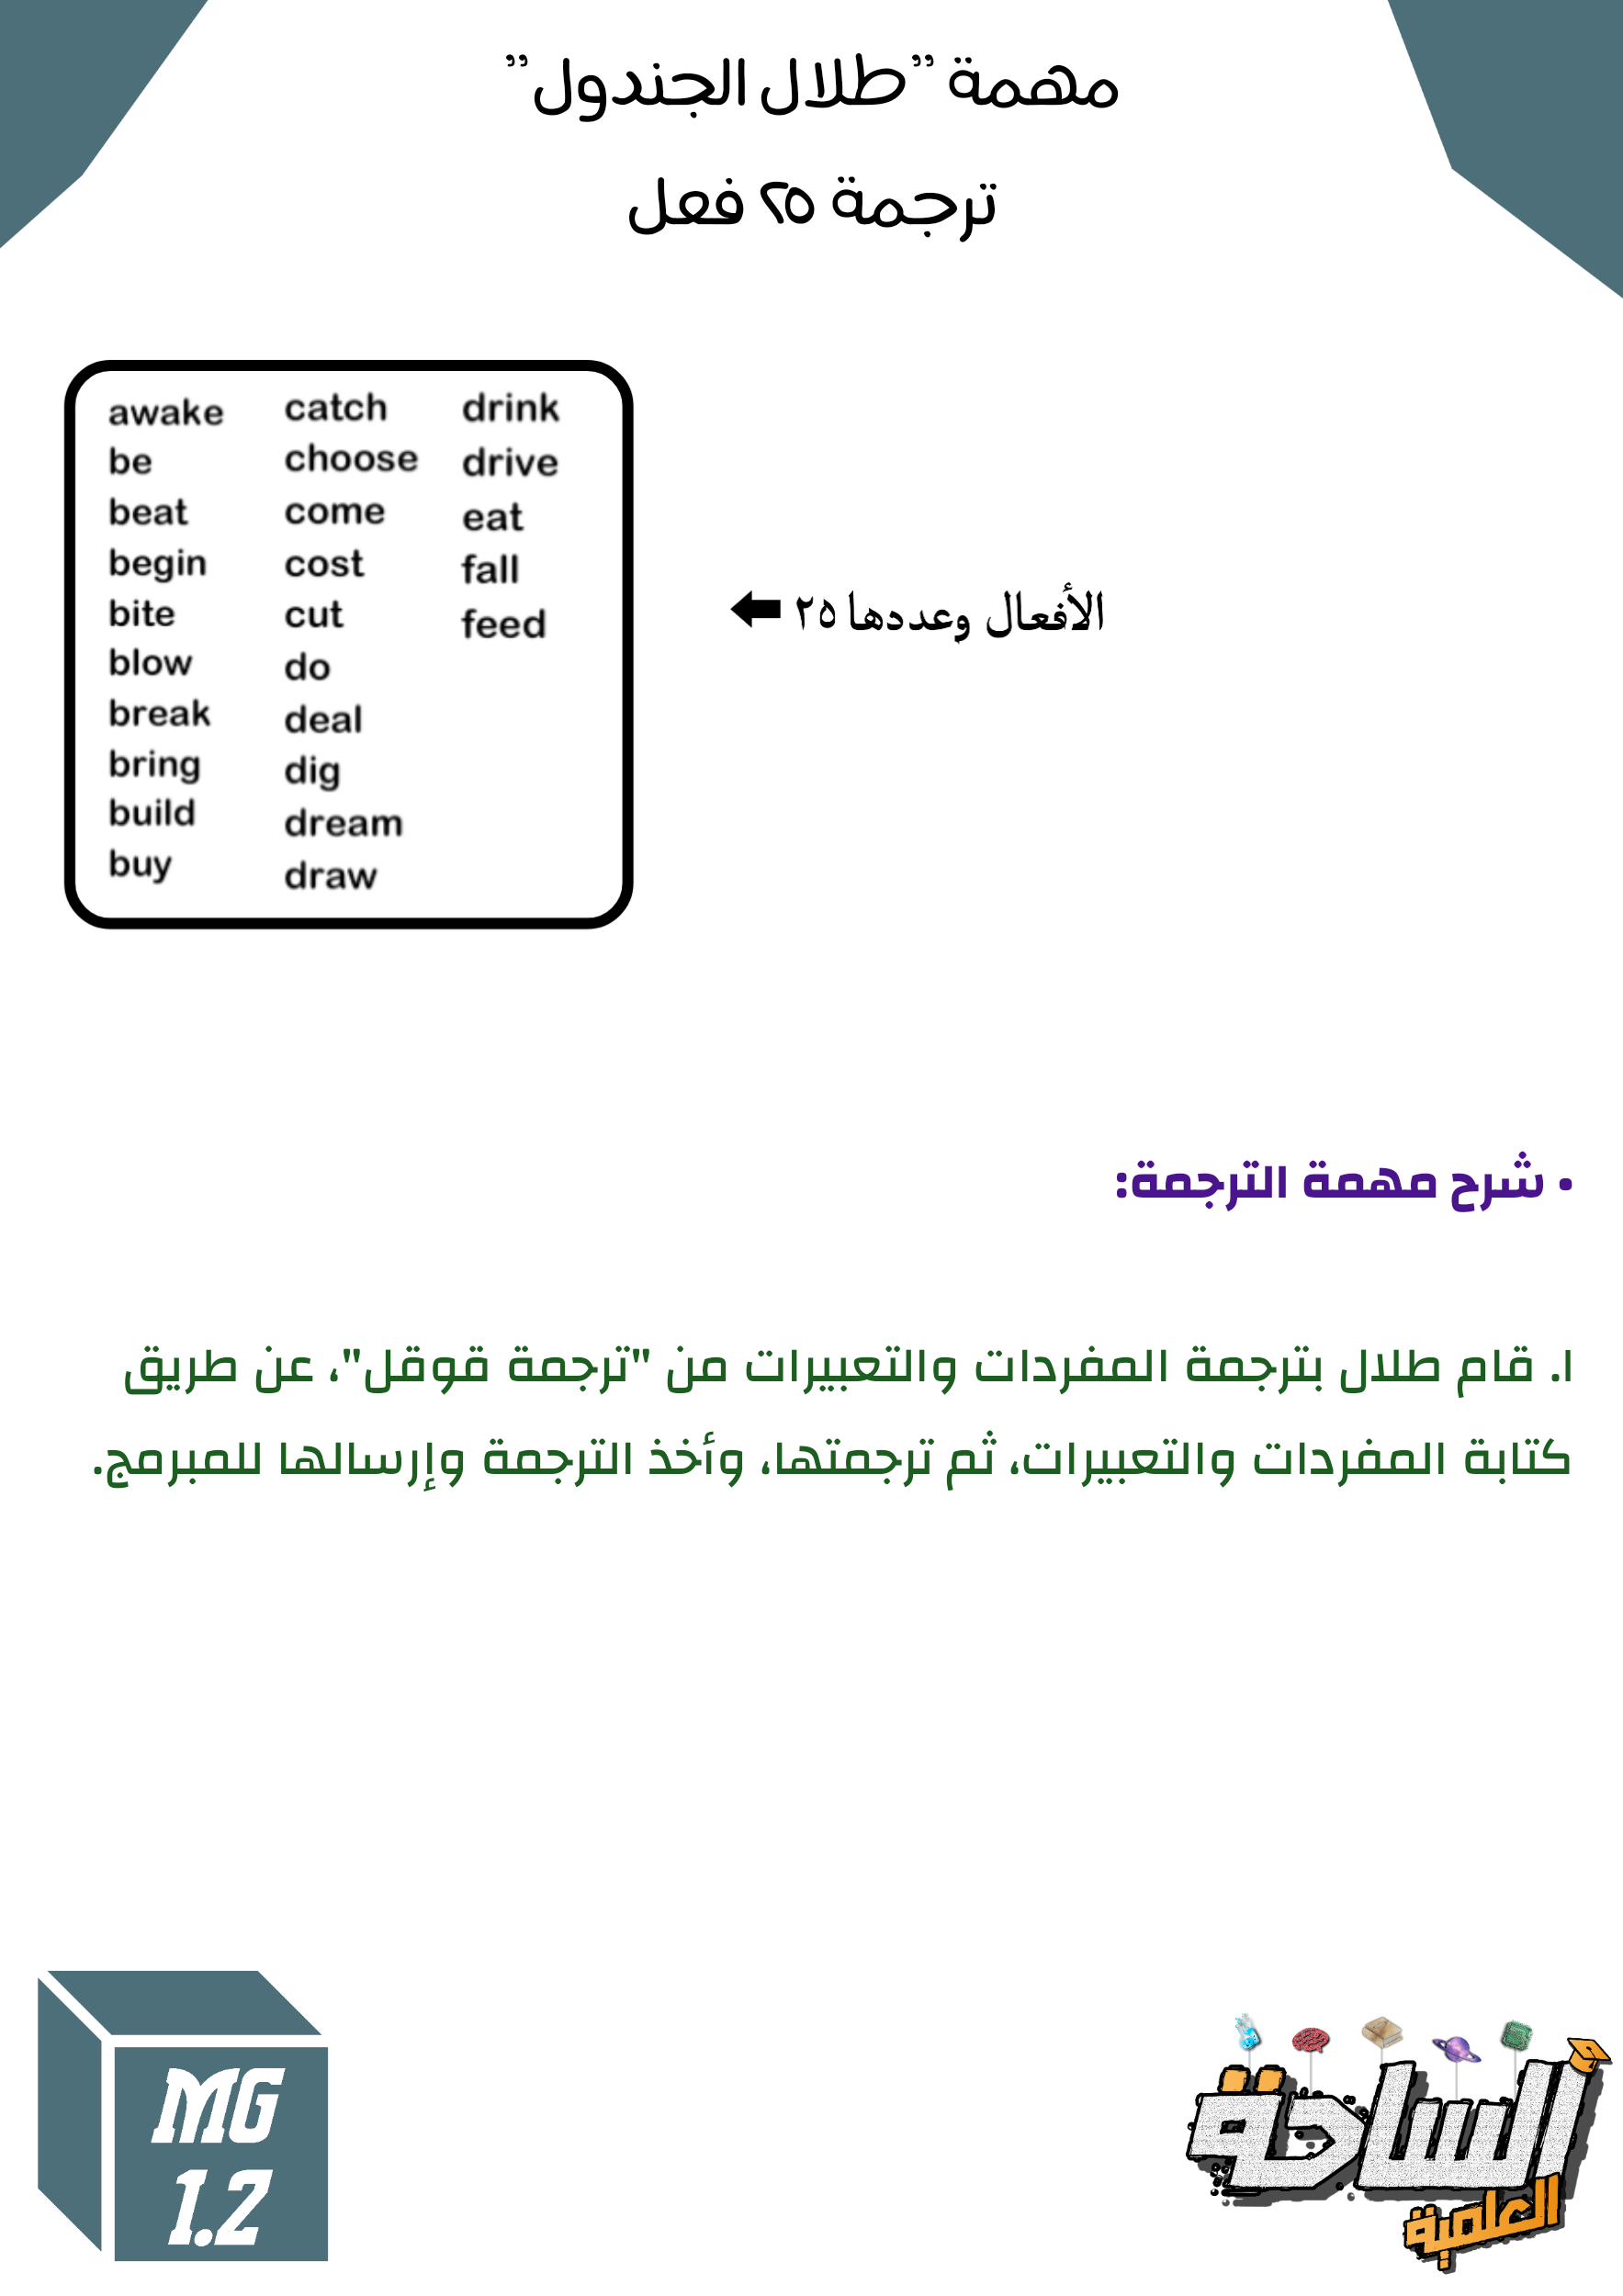 مهمة ”طلال الجندول”
ترجمة ٢٥ فعل
awake
be
beat
begin
bite
blow
break
bring
build
buy
catch
choose
come
cost
cut
do
deal
dig
dream
draw
drink
drive
eat
fall
feed
الأفعال وعددها ٢٥ ⬅
• شرح مهمة الترجمة:
١. قام طلال بترجمة المفردات والتعبيرات من "ترجمة قوقل"، عن طريق
كتابة المفردات والتعبيرات، ثم ترجمتها، وأخذ الترجمة وإرسالها للمبرمج.
MG
1.2
الساحة
العلمية